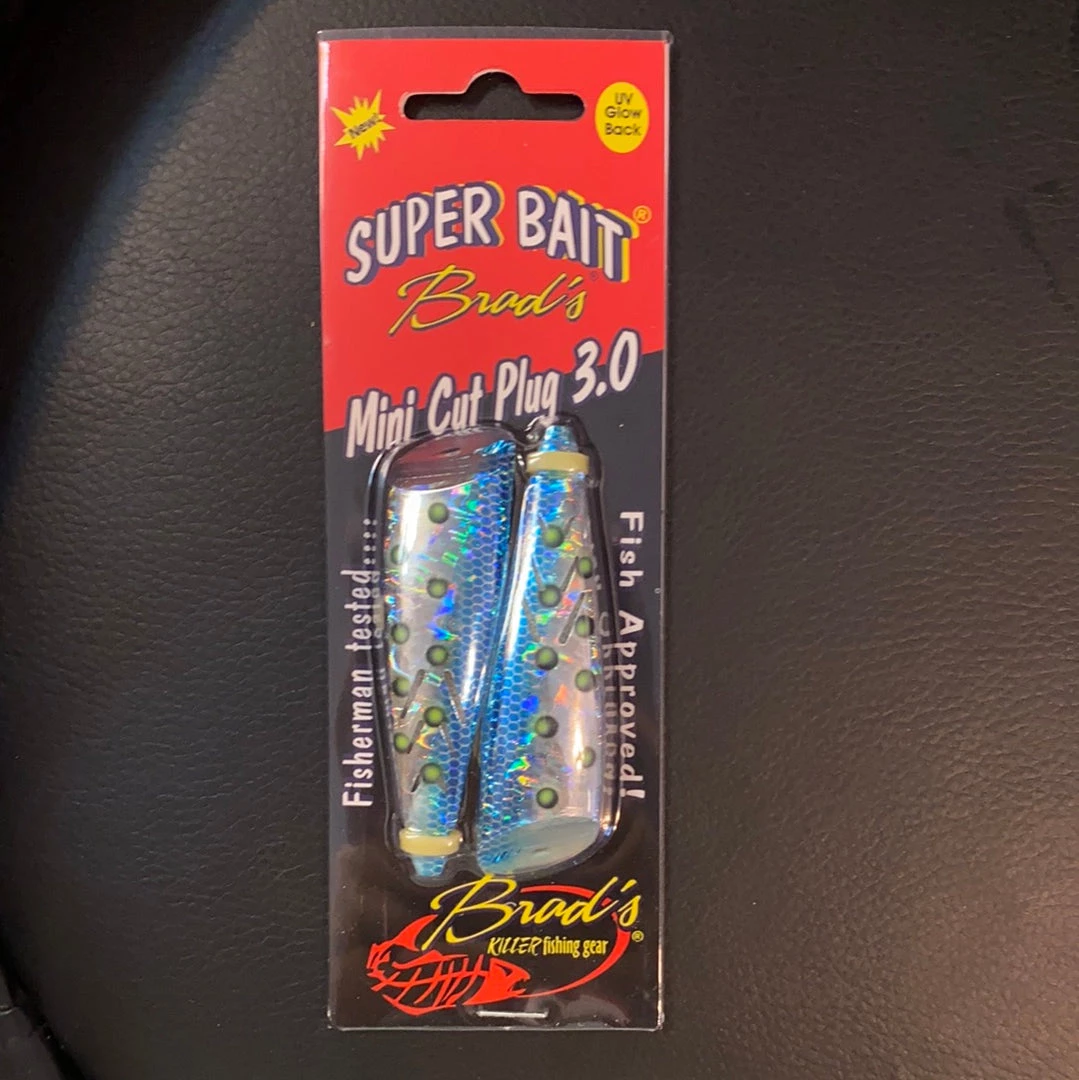 New!
UV
Glow
Back
SUPER BAIT®
Brad's®
Mini Cut Plug 3.0
Fisherman tested....
Fish Approved!
Brad's®
KILLER fishing gear